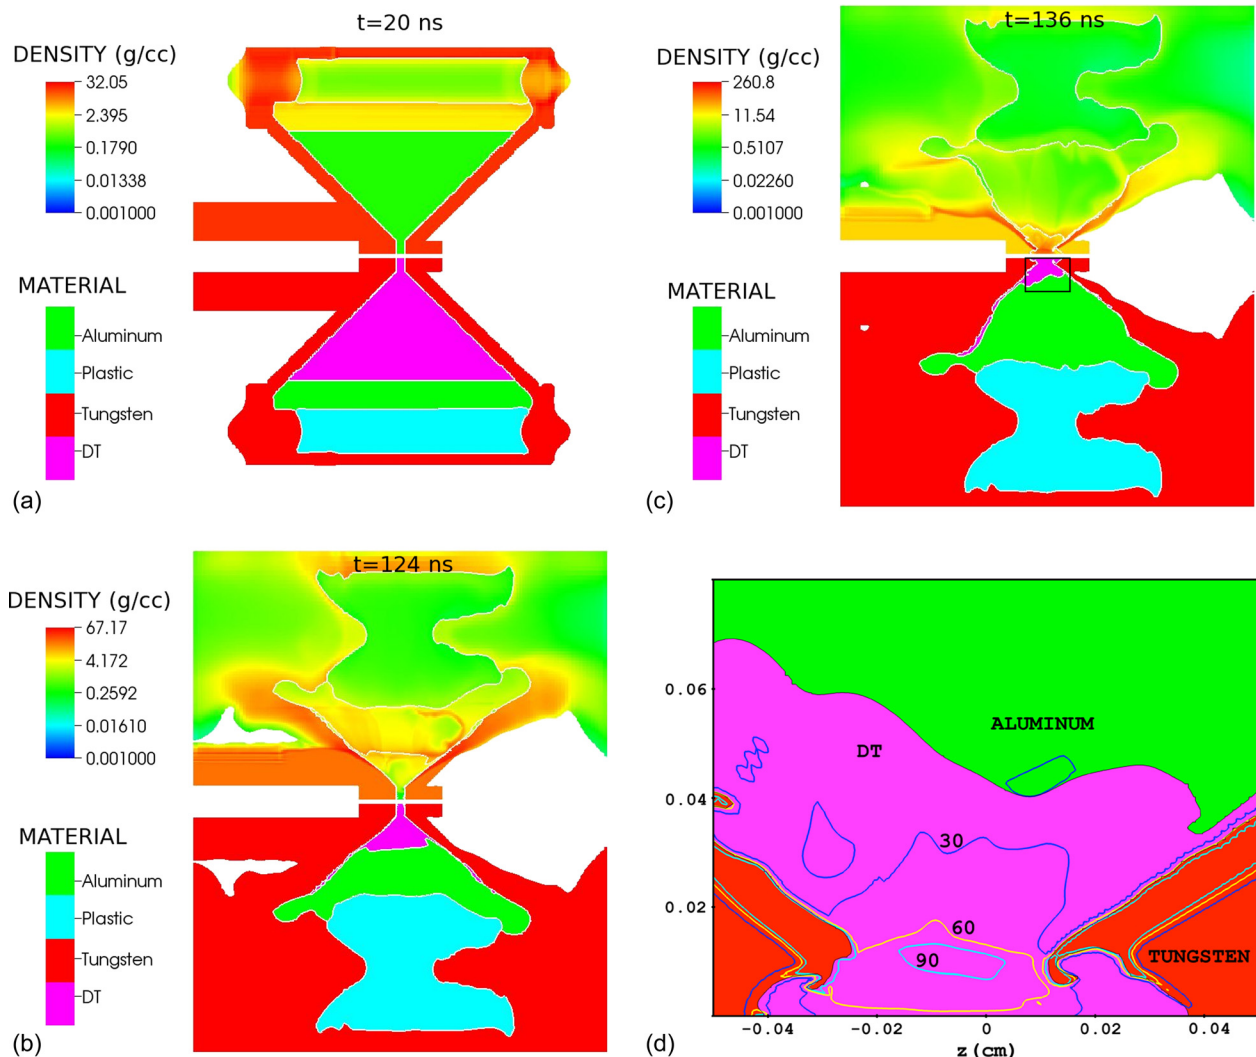 t=20 ns
DENSITY (g/cc)
32.05
2.395
0.1790
0.01338
0.001000
MATERIAL
Aluminum
Plastic
Tungsten
DT
(a)
t=136 ns
DENSITY (g/cc)
260.8
11.54
0.5107
0.02260
0.001000
MATERIAL
Aluminum
Plastic
Tungsten
DT
(c)
t=124 ns
DENSITY (g/cc)
67.17
4.172
0.2592
0.01610
0.001000
MATERIAL
Aluminum
Plastic
Tungsten
DT
(b)
0.06
0.04
0.02
ALUMINUM
DT
30
60
90
TUNGSTEN
-0.04
-0.02
0
0.02
0.04
z (cm)
(d)